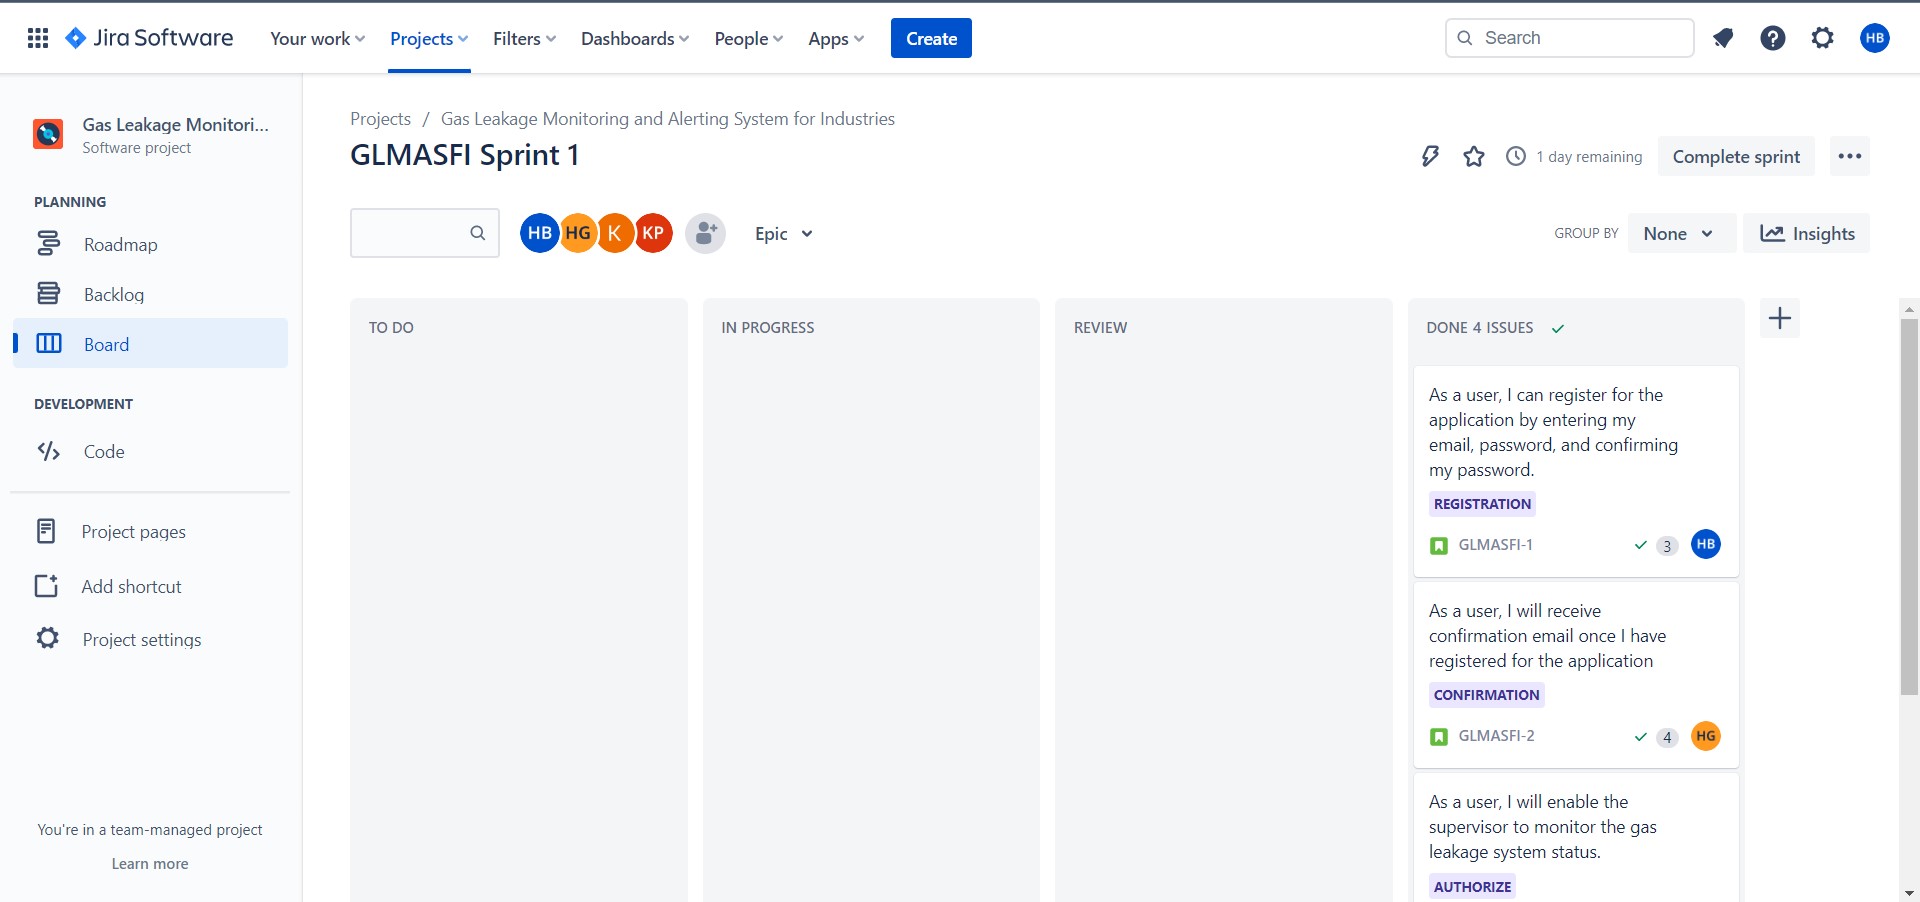 Jira Software
Your work
Projects
Filters
Dashboards
People
Apps
Create
Search
HB
Gas Leakage Monitori...
Software project
PLANNING
Roadmap
Backlog
Board
DEVELOPMENT
Code
Project pages
Add shortcut
Project settings
You're in a team-managed project
Learn more
Projects / Gas Leakage Monitoring and Alerting System for Industries
GLMASFI Sprint 1
1 day remaining
Complete sprint
HB HG K KP
Epic
GROUP BY
None
Insights
TO DO
IN PROGRESS
REVIEW
DONE 4 ISSUES
As a user, I can register for the
application by entering my
email, password, and confirming
my password.
REGISTRATION
GLMASFI-1
3
HB
As a user, I will receive
confirmation email once I have
registered for the application
CONFIRMATION
GLMASFI-2
4
HG
As a user, I will enable the
supervisor to monitor the gas
leakage system status.
AUTHORIZE